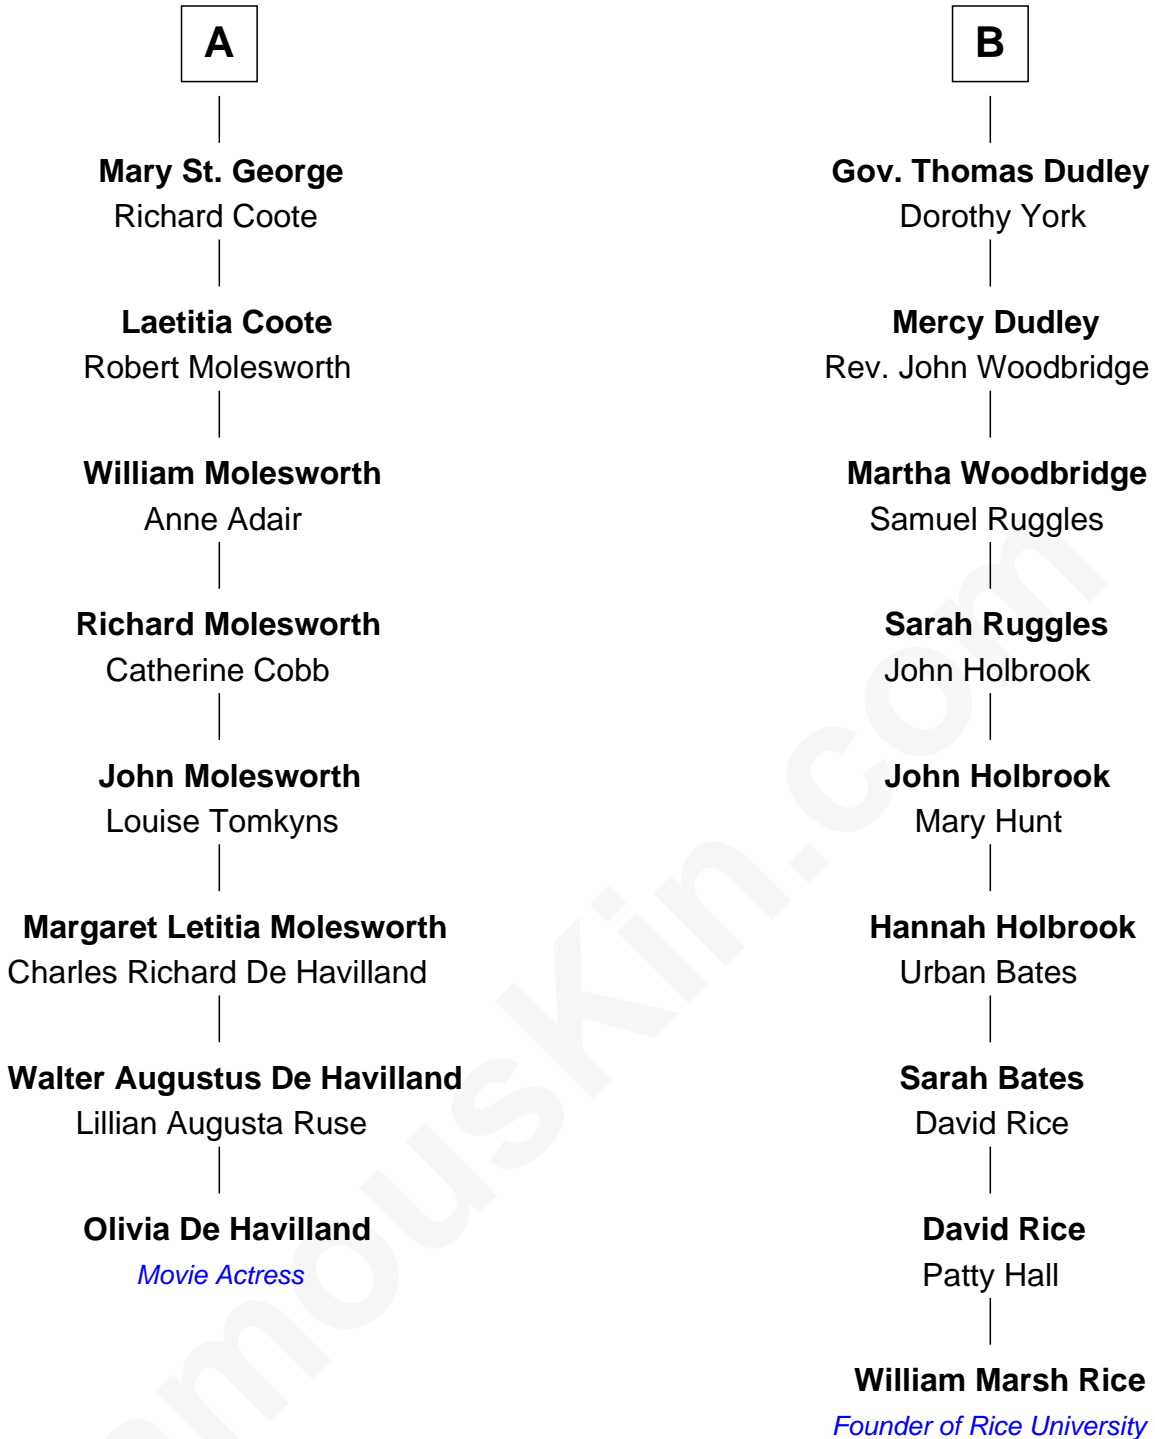 A
Mary St. George
Richard Coote
Laetitia Coote
Robert Molesworth
William Molesworth
Anne Adair
Richard Molesworth
Catherine Cobb
John Molesworth
Louise Tomkyns
Margaret Letitia Molesworth
Charles Richard De Havilland
Walter Augustus De Havilland
Lillian Augusta Ruse
Olivia De Havilland
Movie Actress
B
Gov. Thomas Dudley
Dorothy York
Mercy Dudley
Rev. John Woodbridge
Martha Woodbridge
Samuel Ruggles
Sarah Ruggles
John Holbrook
John Holbrook
Mary Hunt
Hannah Holbrook
Urban Bates
Sarah Bates
David Rice
David Rice
Patty Hall
William Marsh Rice
Founder of Rice University
amousKin.com